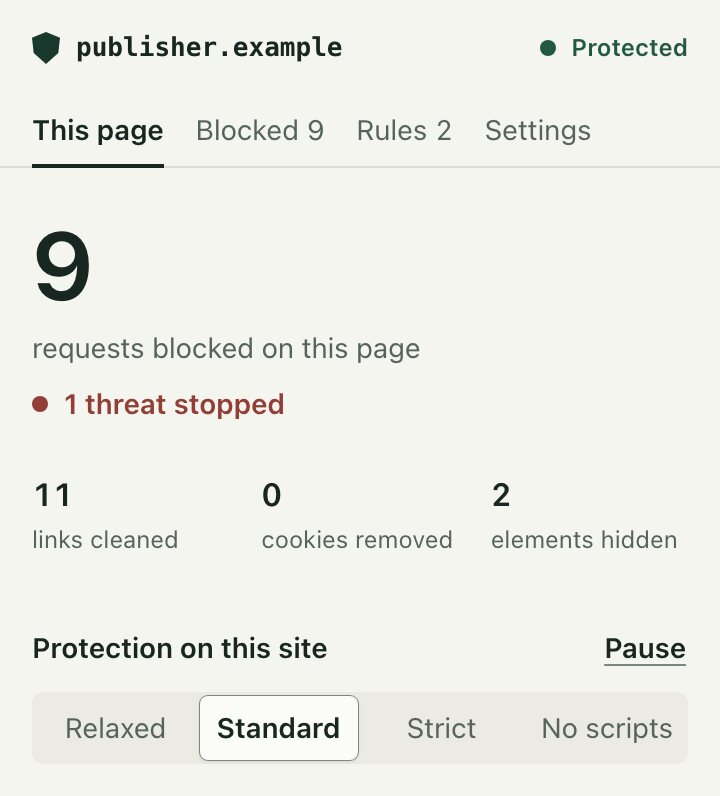 publisher.example Protected
This page Blocked 9 Rules 2 Settings
9
requests blocked on this page
1 threat stopped
11 0 2
links cleaned cookies removed elements hidden
Protection on this site Pause
Relaxed Standard Strict No scripts